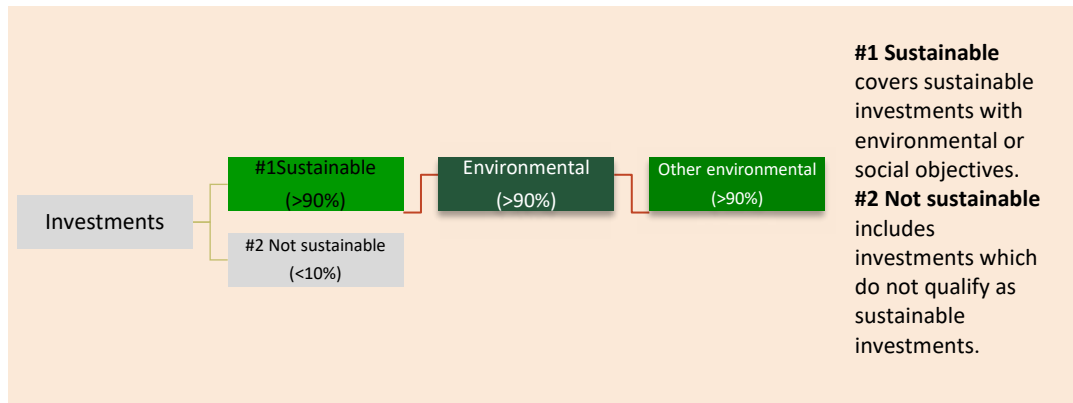 Investments
#1Sustainable
(>90%)
#2 Not sustainable
(<10%)
Environmental
(>90%)
Other environmental
(>90%)
#1 Sustainable
covers sustainable
investments with
environmental or
social objectives.
#2 Not sustainable
includes
investments which
do not qualify as
sustainable
investments.